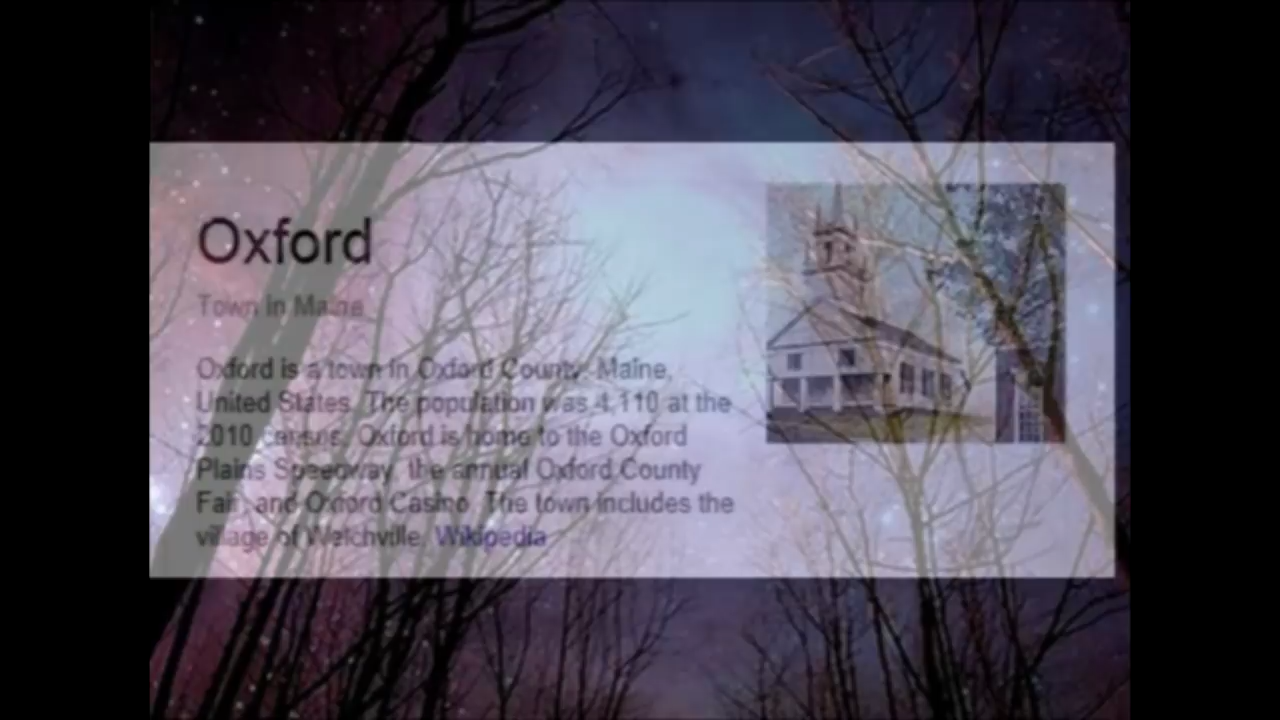 Oxford
Town in Maine
Oxford is a town in Oxford County, Maine,
United States. The population was 4,110 at the
2010 census. Oxford is home to the Oxford
Plains Speedway, the annual Oxford County
Fair, and Oxford Casino. The town includes the
village of Welchville. Wikipedia